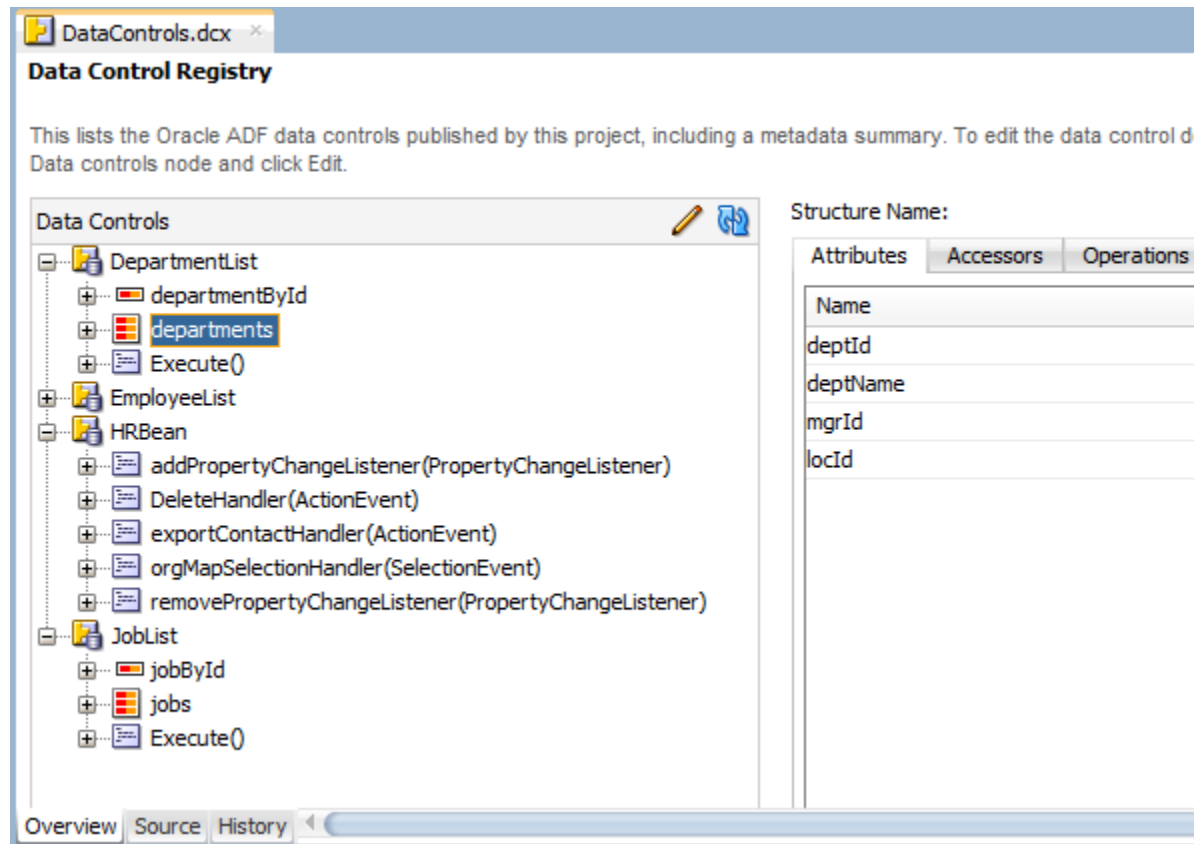 DataControls.dcx
Data Control Registry
This lists the Oracle ADF data controls published by this project, including a metadata summary. To edit the data control
Data controls node and click Edit.
Data Controls
DepartmentList
departmentById
departments
Execute()
EmployeeList
HRBean
addPropertyChangeListener(PropertyChangeListener)
DeleteHandler(ActionEvent)
exportContactHandler(ActionEvent)
orgMapSelectionHandler(SelectionEvent)
removePropertyChangeListener(PropertyChangeListener)
JobList
jobById
jobs
Execute()
Structure Name:
Attributes Accessors Operations
Name
deptId
deptName
mgrId
locId
Overview Source History